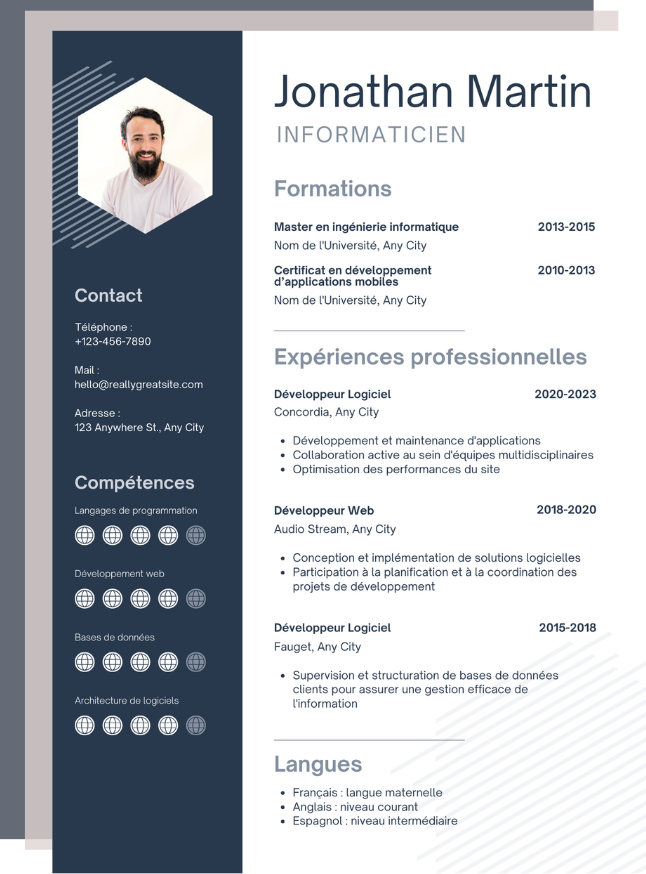 Jonathan Martin
INFORMATICIEN
Contact
Téléphone :
+123-456-7890
Mail :
hello@reallygreatsite.com
Adresse :
123 Anywhere St., Any City
Compétences
Langages de programmation
Développement web
Bases de données
Architecture de logiciels
Formations
Master en ingénierie informatique 2013-2015
Nom de l'Université, Any City
Certificat en développement 2010-2013
d'applications mobiles
Nom de l'Université, Any City
Expériences professionnelles
Développeur Logiciel 2020-2023
Concordia, Any City
• Développement et maintenance d'applications
• Collaboration active au sein d'équipes multidisciplinaires
• Optimisation des performances du site
Développeur Web 2018-2020
Audio Stream, Any City
• Conception et implémentation de solutions logicielles
• Participation à la planification et à la coordination des
projets de développement
Développeur Logiciel 2015-2018
Fauget, Any City
• Supervision et structuration de bases de données
clients pour assurer une gestion efficace de
l'information
Langues
• Français : langue maternelle
• Anglais : niveau courant
• Espagnol : niveau intermédiaire